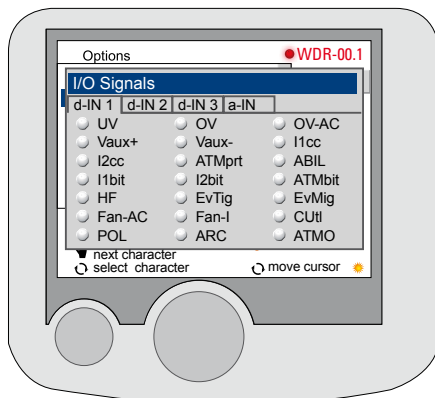 Options WDR-00.1
I/O Signals
d-IN 1 d-IN 2 d-IN 3 a-IN
UV OV OV-AC
Vaux+ Vaux- I1cc
I2cc ATMprt ABIL
I1bit I2bit ATMbit
HF EvTig EvMig
Fan-AC Fan-I CUtl
POL ARC ATMO
next character
select character move cursor